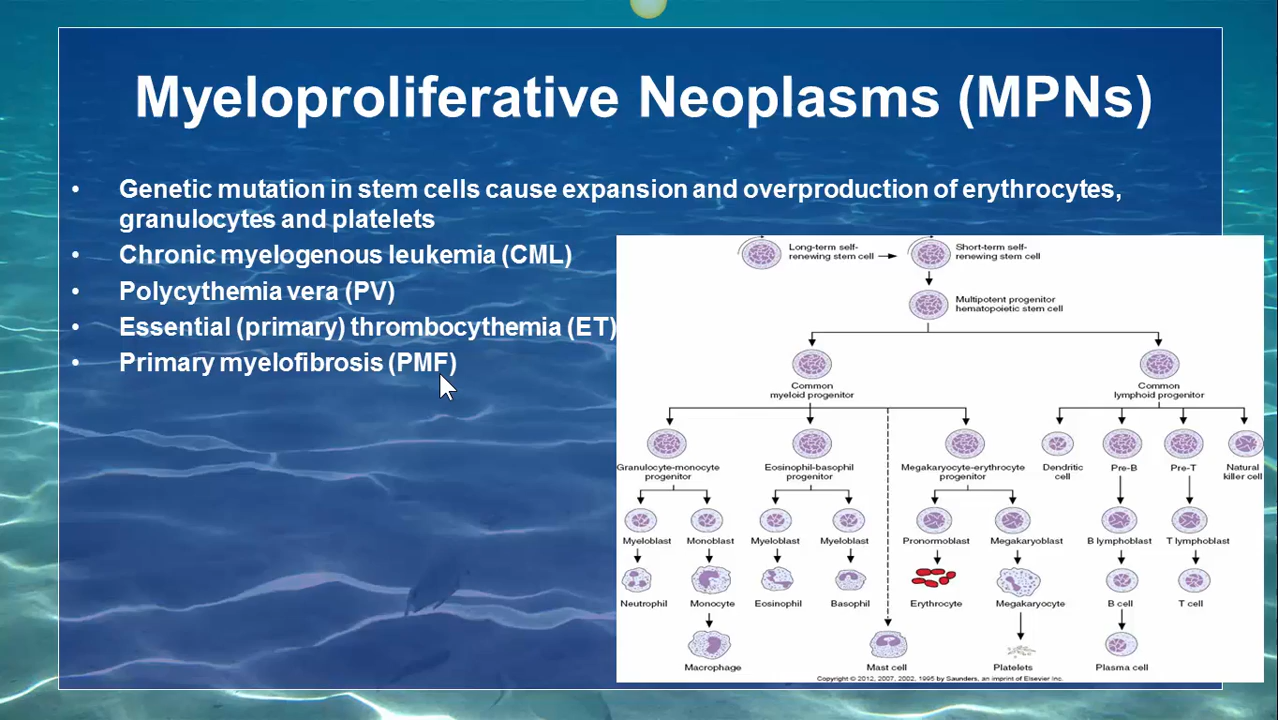 Myeloproliferative Neoplasms (MPNs)
• Genetic mutation in stem cells cause expansion and overproduction of erythrocytes,
granulocytes and platelets
• Chronic myelogenous leukemia (CML)
• Polycythemia vera (PV)
• Essential (primary) thrombocythemia (ET)
• Primary myelofibrosis (PMF)
Long-term self-
renewing stem cell
Short-term self-
renewing stem cell
Multipotent progenitor
hematopoietic stem cell
Common
myeloid progenitor
Common
lymphoid progenitor
Granulocyte-monocyte
progenitor
Eosinophil-basophil
progenitor
Megakaryocyte-erythrocyte
progenitor
Dendritic
cell
Pre-B
Pre-T
Natural
killer cell
Myeloblast
Monoblast
Myeloblast
Myeloblast
Pronormoblast
Megakaryoblast
B lymphoblast
T lymphoblast
Neutrophil
Monocyte
Eosinophil
Basophil
Erythrocyte
Megakaryocyte
B cell
T cell
Macrophage
Mast cell
Platelets
Plasma cell
Copyright © 2012, 2007, 2002, 1995 by Saunders, an imprint of Elsevier Inc.